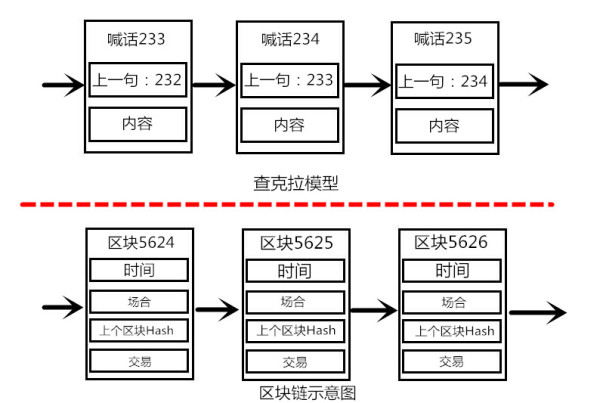 喊话233 喊话234 喊话235
上一句：232 上一句：233 上一句：234
内容 内容 内容
查克拉模型
区块5624 区块5625 区块5626
时间 时间 时间
场合 场合 场合
上个区块Hash 上个区块Hash 上个区块Hash
交易 交易 交易
区块链示意图